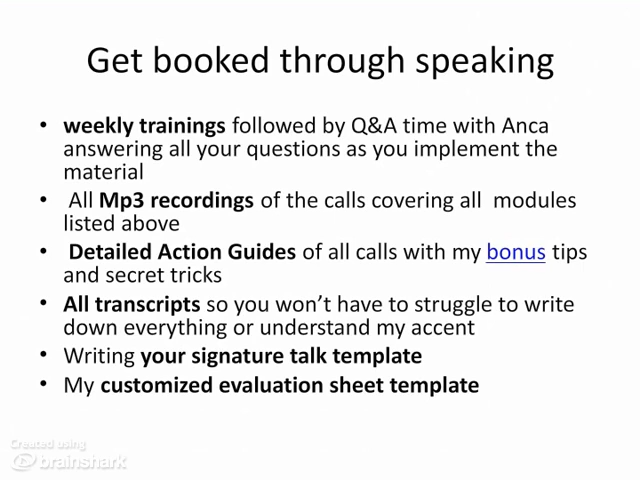 Get booked through speaking
• weekly trainings followed by Q&A time with Anca
answering all your questions as you implement the
material
• All Mp3 recordings of the calls covering all modules
listed above
• Detailed Action Guides of all calls with my bonus tips
and secret tricks
• All transcripts so you won't have to struggle to write
down everything or understand my accent
• Writing your signature talk template
• My customized evaluation sheet template
Created using
brainshark